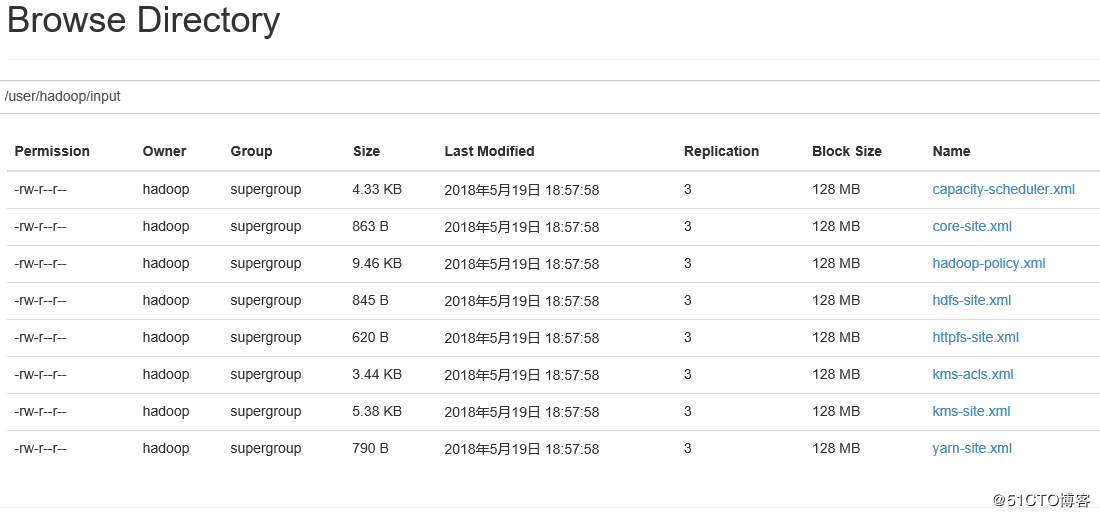 Browse Directory
/user/hadoop/input
Permission Owner Group Size Last Modified Replication Block Size Name
-rw-r--r-- hadoop supergroup 4.33 KB 2018年5月19日 18:57:58 3 128 MB capacity-scheduler.xml
-rw-r--r-- hadoop supergroup 863 B 2018年5月19日 18:57:58 3 128 MB core-site.xml
-rw-r--r-- hadoop supergroup 9.46 KB 2018年5月19日 18:57:58 3 128 MB hadoop-policy.xml
-rw-r--r-- hadoop supergroup 845 B 2018年5月19日 18:57:58 3 128 MB hdfs-site.xml
-rw-r--r-- hadoop supergroup 620 B 2018年5月19日 18:57:58 3 128 MB httpfs-site.xml
-rw-r--r-- hadoop supergroup 3.44 KB 2018年5月19日 18:57:58 3 128 MB kms-acls.xml
-rw-r--r-- hadoop supergroup 5.38 KB 2018年5月19日 18:57:58 3 128 MB kms-site.xml
-rw-r--r-- hadoop supergroup 790 B 2018年5月19日 18:57:58 3 128 MB yarn-site.xml
@51CTO博客